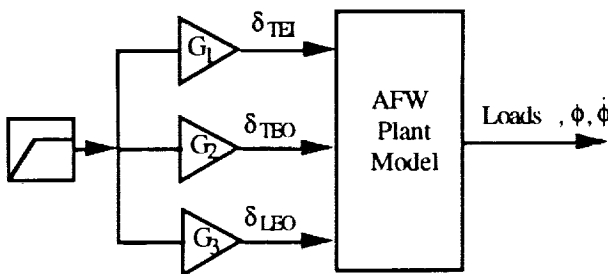 G1
δTEI
G2
δTEO
G3
δLEO
AFW
Plant
Model
Loads , ϕ, ϕ̇